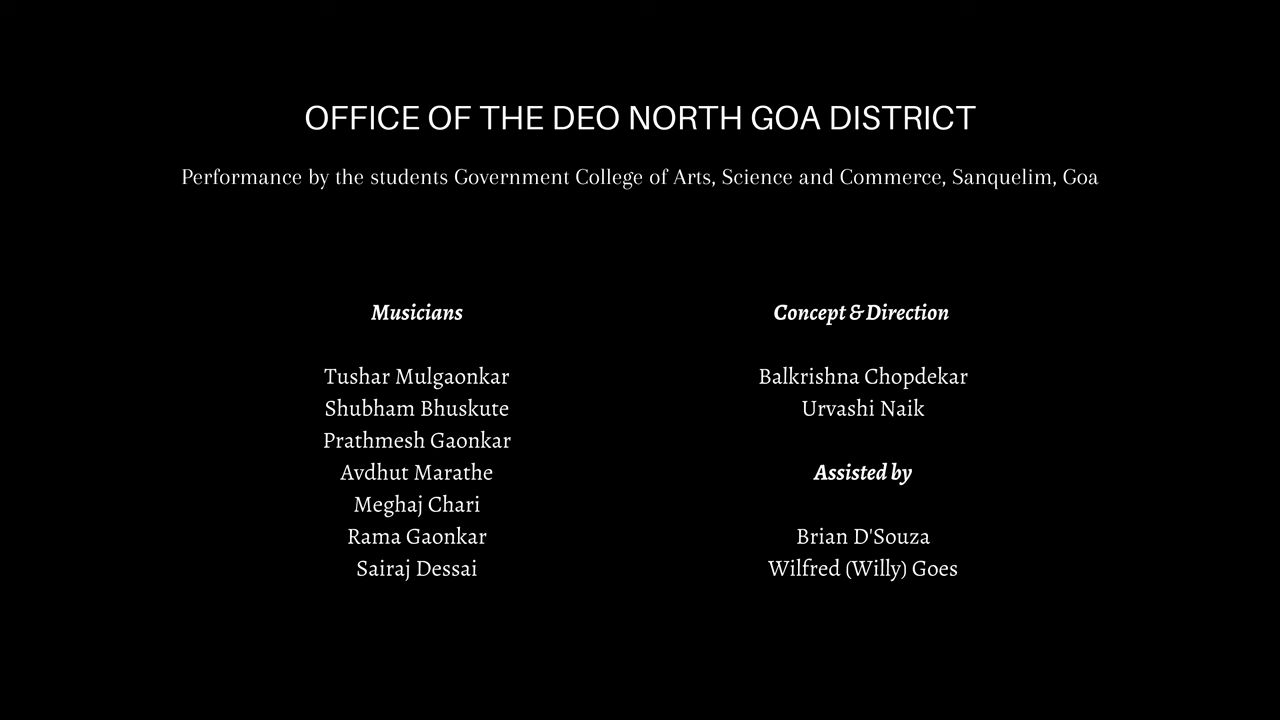 OFFICE OF THE DEO NORTH GOA DISTRICT
Performance by the students Government College of Arts, Science and Commerce, Sanquelim, Goa
Musicians
Tushar Mulgaonkar
Shubham Bhuskute
Prathmesh Gaonkar
Avdhut Marathe
Meghaj Chari
Rama Gaonkar
Sairaj Dessai
Concept & Direction
Balkrishna Chopdekar
Urvashi Naik
Assisted by
Brian D'Souza
Wilfred (Willy) Goes